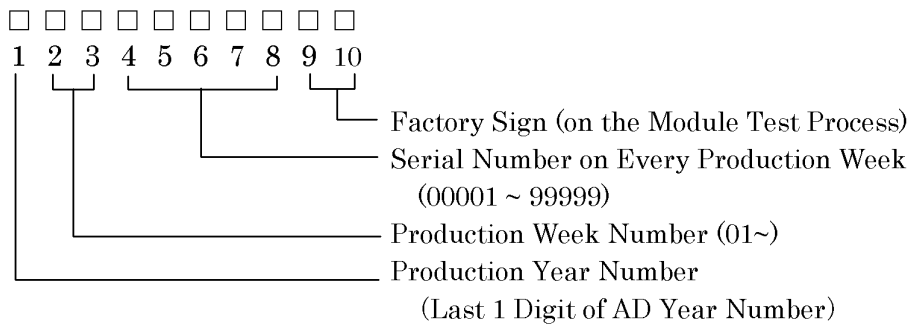 □ □ □ □ □ □ □ □ □ □
1 2 3 4 5 6 7 8 9 10
Factory Sign (on the Module Test Process)
Serial Number on Every Production Week
(00001 ~ 99999)
Production Week Number (01~)
Production Year Number
(Last 1 Digit of AD Year Number)